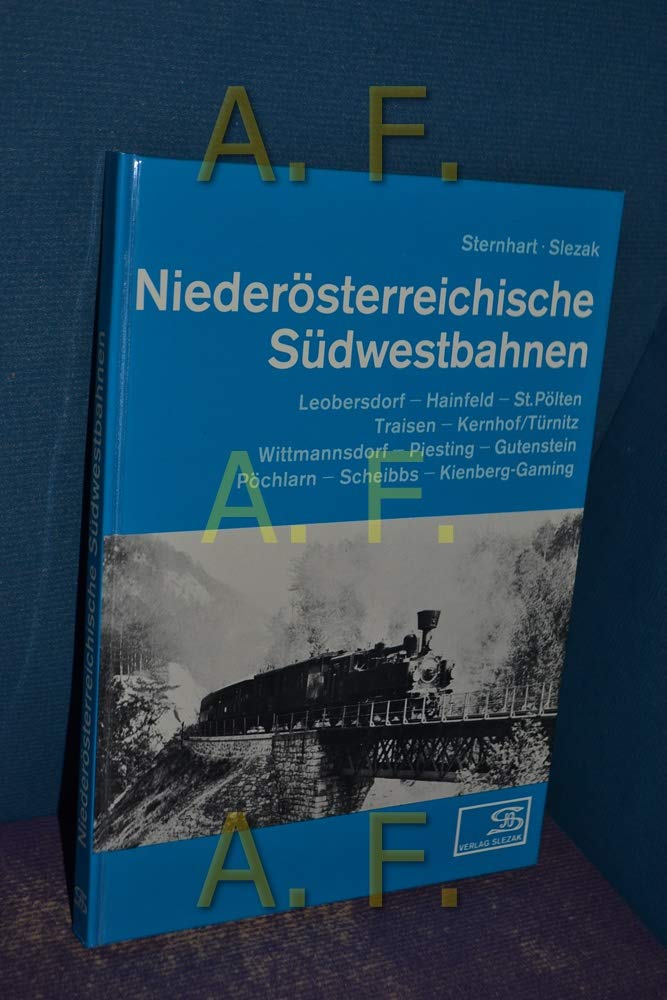 A. F.
Sternhart · Slezak
Niederösterreichische
Südwestbahnen
Leobersdorf – Hainfeld – St. Pölten
Traisen – Kernhof/Türnitz
Wittmannsdorf – Piesting – Gutenstein
Pöchlarn – Scheibbs – Kienberg-Gaming
A. F.
VERLAG SLEZAK
A. F.
Niederösterreichische Südwestbahnen